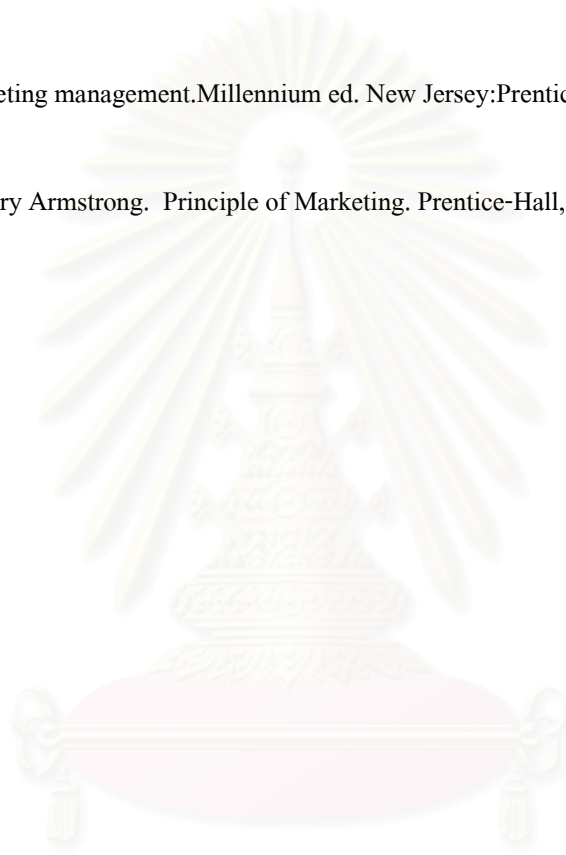 eting management.Millennium ed. New Jersey:Prentic
ry Armstrong.  Principle of Marketing. Prentice-Hall,